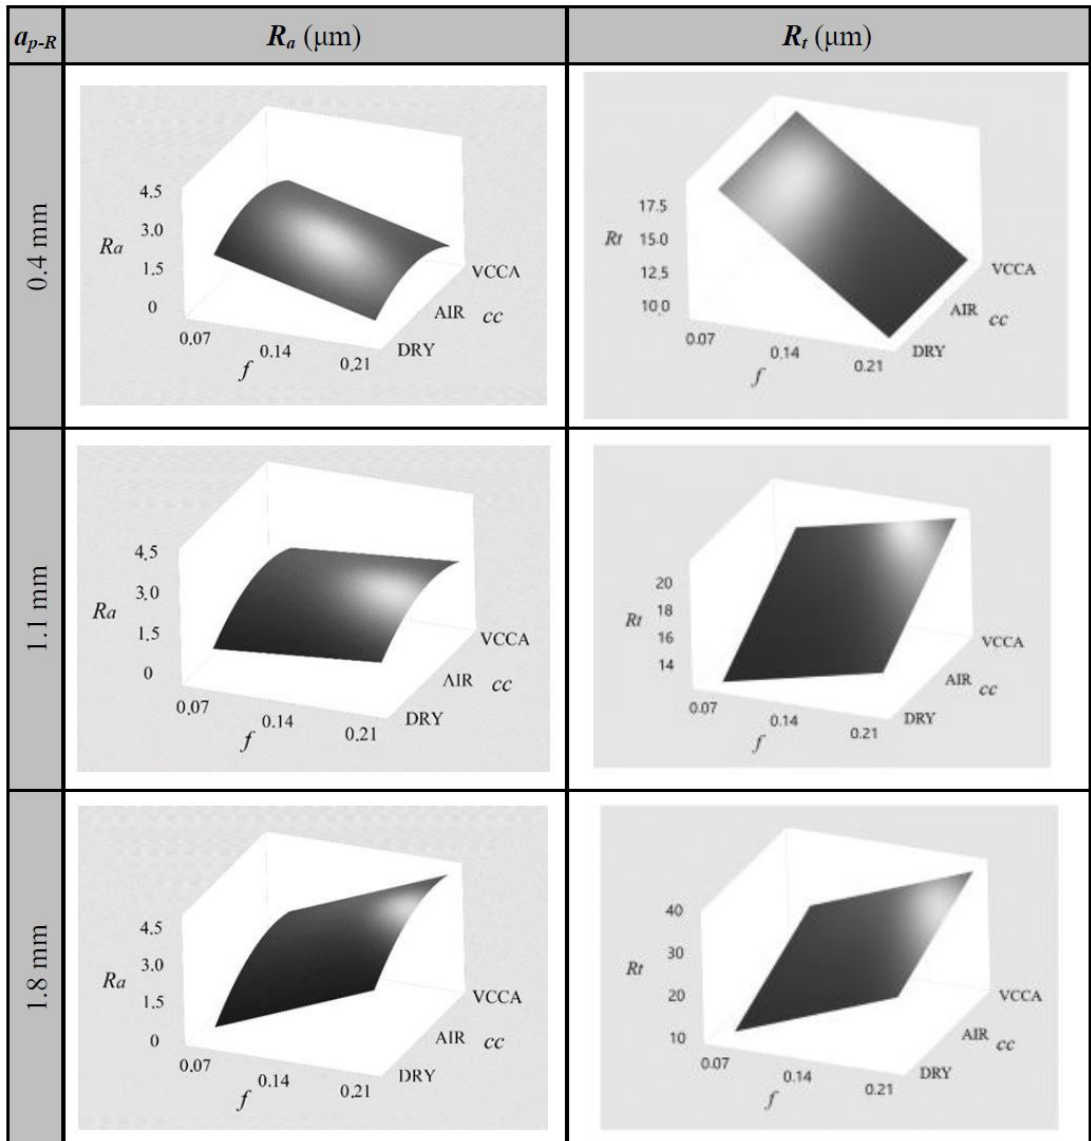 a_p-R R_a (μm) R_t (μm)
0.4 mm
4.5
3.0
Ra
1.5
0
0.07
0.14
0.21
f
DRY
AIR
cc
VCCA
17.5
Rt
15.0
12.5
10.0
0.07
0.14
0.21
f
DRY
AIR
cc
VCCA
1.1 mm
4.5
3.0
Ra
1.5
0
0.07
0.14
0.21
f
DRY
AIR
cc
VCCA
20
18
Rt
16
14
0.07
0.14
0.21
f
DRY
AIR
cc
VCCA
1.8 mm
4.5
3.0
Ra
1.5
0
0.07
0.14
0.21
f
DRY
AIR
cc
VCCA
40
30
Rt
20
10
0.07
0.14
0.21
f
DRY
AIR
cc
VCCA